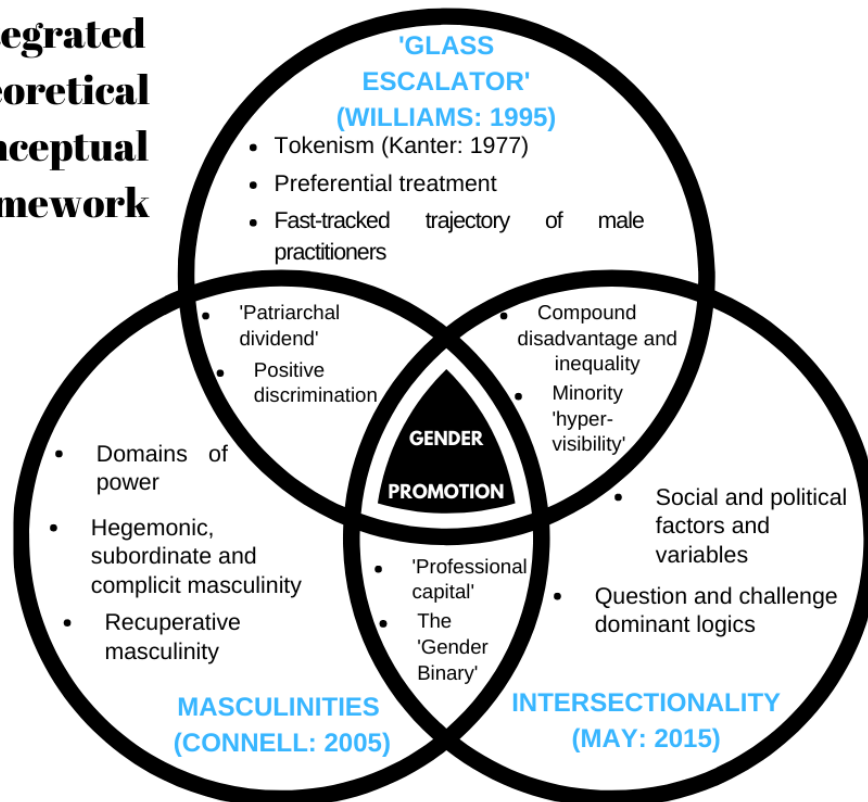 egrated
eoretical
nceptual
mework
'GLASS
ESCALATOR'
(WILLIAMS: 1995)
• Tokenism (Kanter: 1977)
• Preferential treatment
• Fast-tracked trajectory of male
practitioners
• 'Patriarchal
dividend'
• Positive
discrimination
• Compound
disadvantage and
inequality
• Minority
'hyper-
visibility'
GENDER
PROMOTION
• Domains of
power
• Hegemonic,
subordinate and
complicit masculinity
• Recuperative
masculinity
MASCULINITIES
(CONNELL: 2005)
• 'Professional
capital'
• The
'Gender
Binary'
• Social and political
factors and
variables
• Question and challenge
dominant logics
INTERSECTIONALITY
(MAY: 2015)